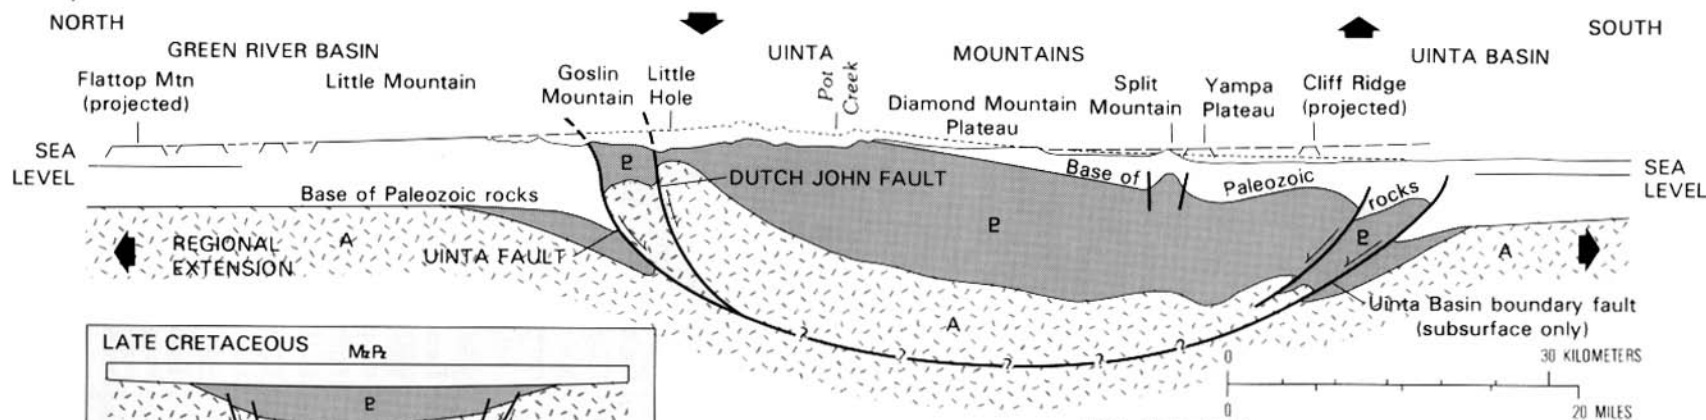 NORTH
SOUTH
GREEN RIVER BASIN
UINTA
MOUNTAINS
UINTA BASIN
Flattop Mtn
(projected)
Little Mountain
Goslin
Mountain
Little
Hole
Pot
Creek
Diamond Mountain
Plateau
Split
Mountain
Yampa
Plateau
Cliff Ridge
(projected)
SEA
LEVEL
SEA
LEVEL
P
DUTCH JOHN FAULT
Base of
Paleozoic
rocks
Base of Paleozoic rocks
P
P
REGIONAL
EXTENSION
A
UINTA FAULT
A
A
Uinta Basin boundary fault
(subsurface only)
? ? ? ? ?
LATE CRETACEOUS
MzPz
P
0 30 KILOMETERS
0 20 MILES